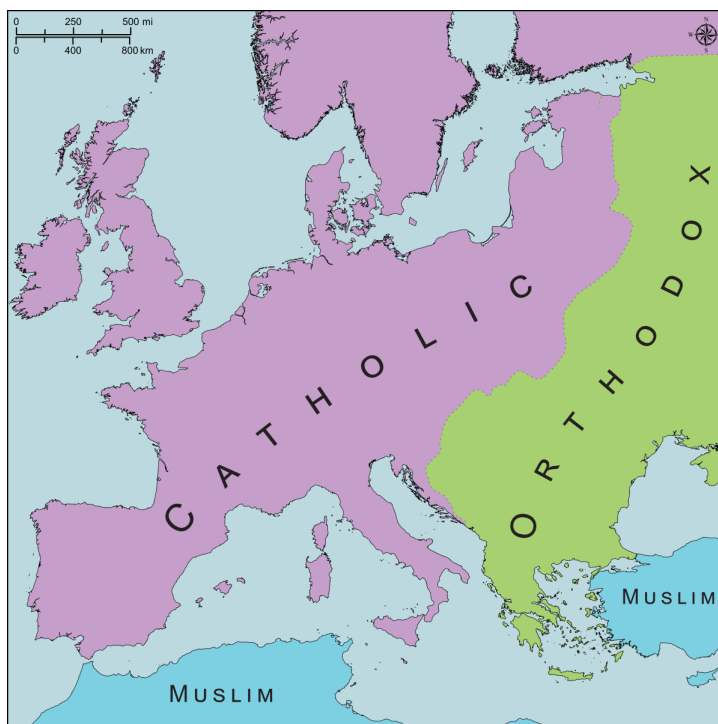 0 250 500 mi
0 400 800 km
N
W E
S
CATHOLIC
ORTHODOX
MUSLIM
MUSLIM